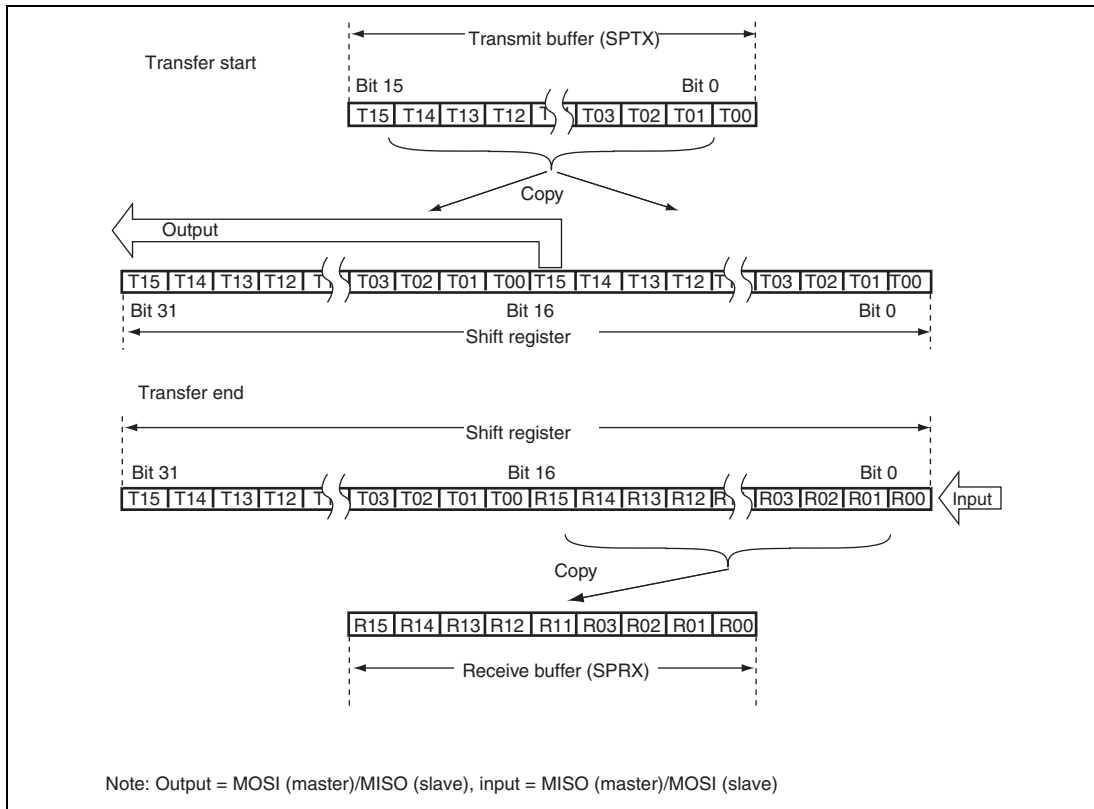 Transmit buffer (SPTX)
Transfer start
Bit 15 Bit 0
T15 T14 T13 T12 T03 T02 T01 T00
Copy
Output
T15 T14 T13 T12 T03 T02 T01 T00 T15 T14 T13 T12 T03 T02 T01 T00
Bit 31 Bit 16 Bit 0
Shift register
Transfer end
Shift register
Bit 31 Bit 16 Bit 0
T15 T14 T13 T12 T03 T02 T01 T00 R15 R14 R13 R12 R03 R02 R01 R00
Input
Copy
R15 R14 R13 R12 R11 R03 R02 R01 R00
Receive buffer (SPRX)
Note: Output = MOSI (master)/MISO (slave), input = MISO (master)/MOSI (slave)